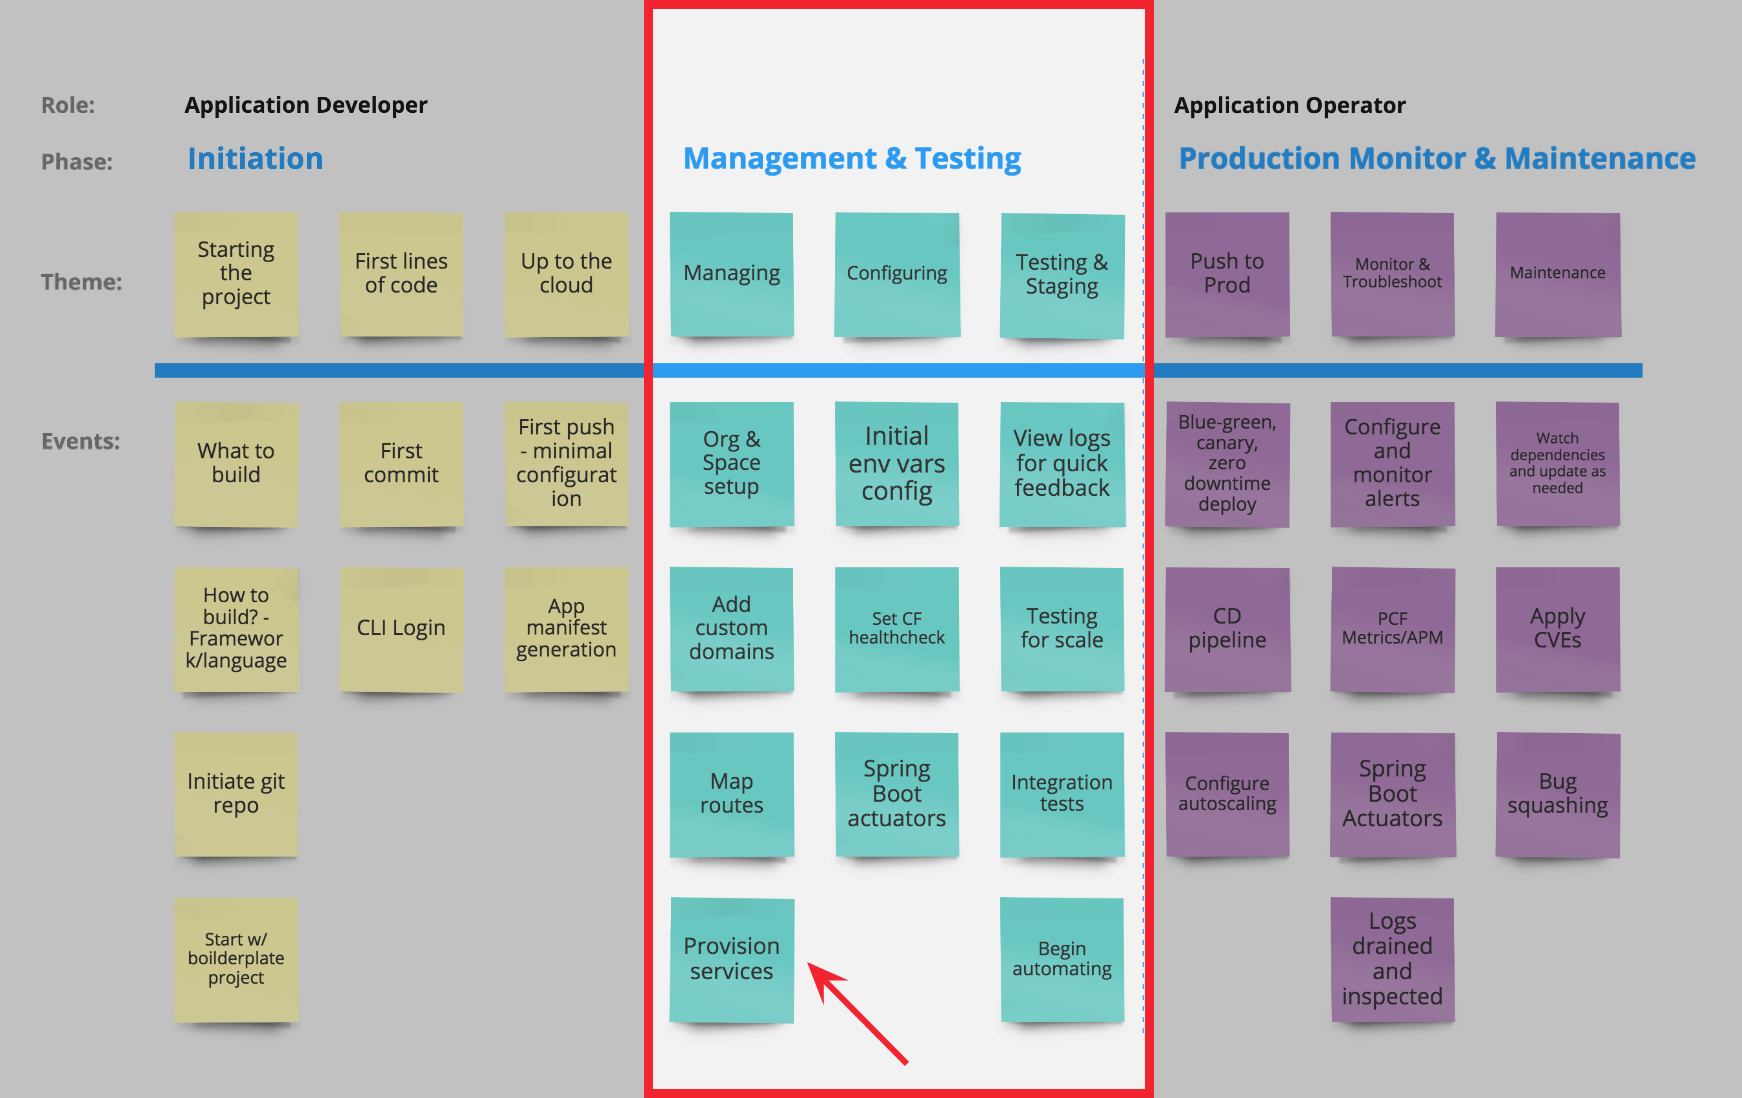 Role:
Application Developer
Application Operator
Phase:
Initiation
Management & Testing
Production Monitor & Maintenance
Theme:
Starting
the
project
First lines
of code
Up to the
cloud
Managing
Configuring
Testing &
Staging
Push to
Prod
Monitor &
Troubleshoot
Maintenance
Events:
What to
build
First
commit
First push
- minimal
configurat
ion
Org &
Space
setup
Initial
env vars
config
View logs
for quick
feedback
Blue-green,
canary,
zero
downtime
deploy
Configure
and
monitor
alerts
Watch
dependencies
and update as
needed
How to
build? -
Framewor
k/language
CLI Login
App
manifest
generation
Add
custom
domains
Set CF
healthcheck
Testing
for scale
CD
pipeline
PCF
Metrics/APM
Apply
CVEs
Initiate git
repo
Map
routes
Spring
Boot
actuators
Integration
tests
Configure
autoscaling
Spring
Boot
Actuators
Bug
squashing
Start w/
boilderplate
project
Provision
services
Begin
automating
Logs
drained
and
inspected